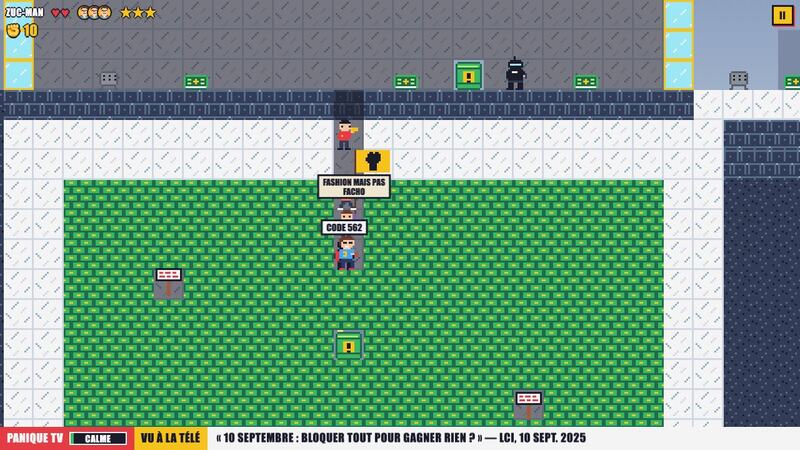 ZUC-MAN
10
FASHION MAIS PAS
FACHO
CODE 562
PANIQUE TV
CALME
VU À LA TÉLÉ
« 10 SEPTEMBRE : BLOQUER TOUT POUR GAGNER RIEN ? » — LCI, 10 SEPT. 2025